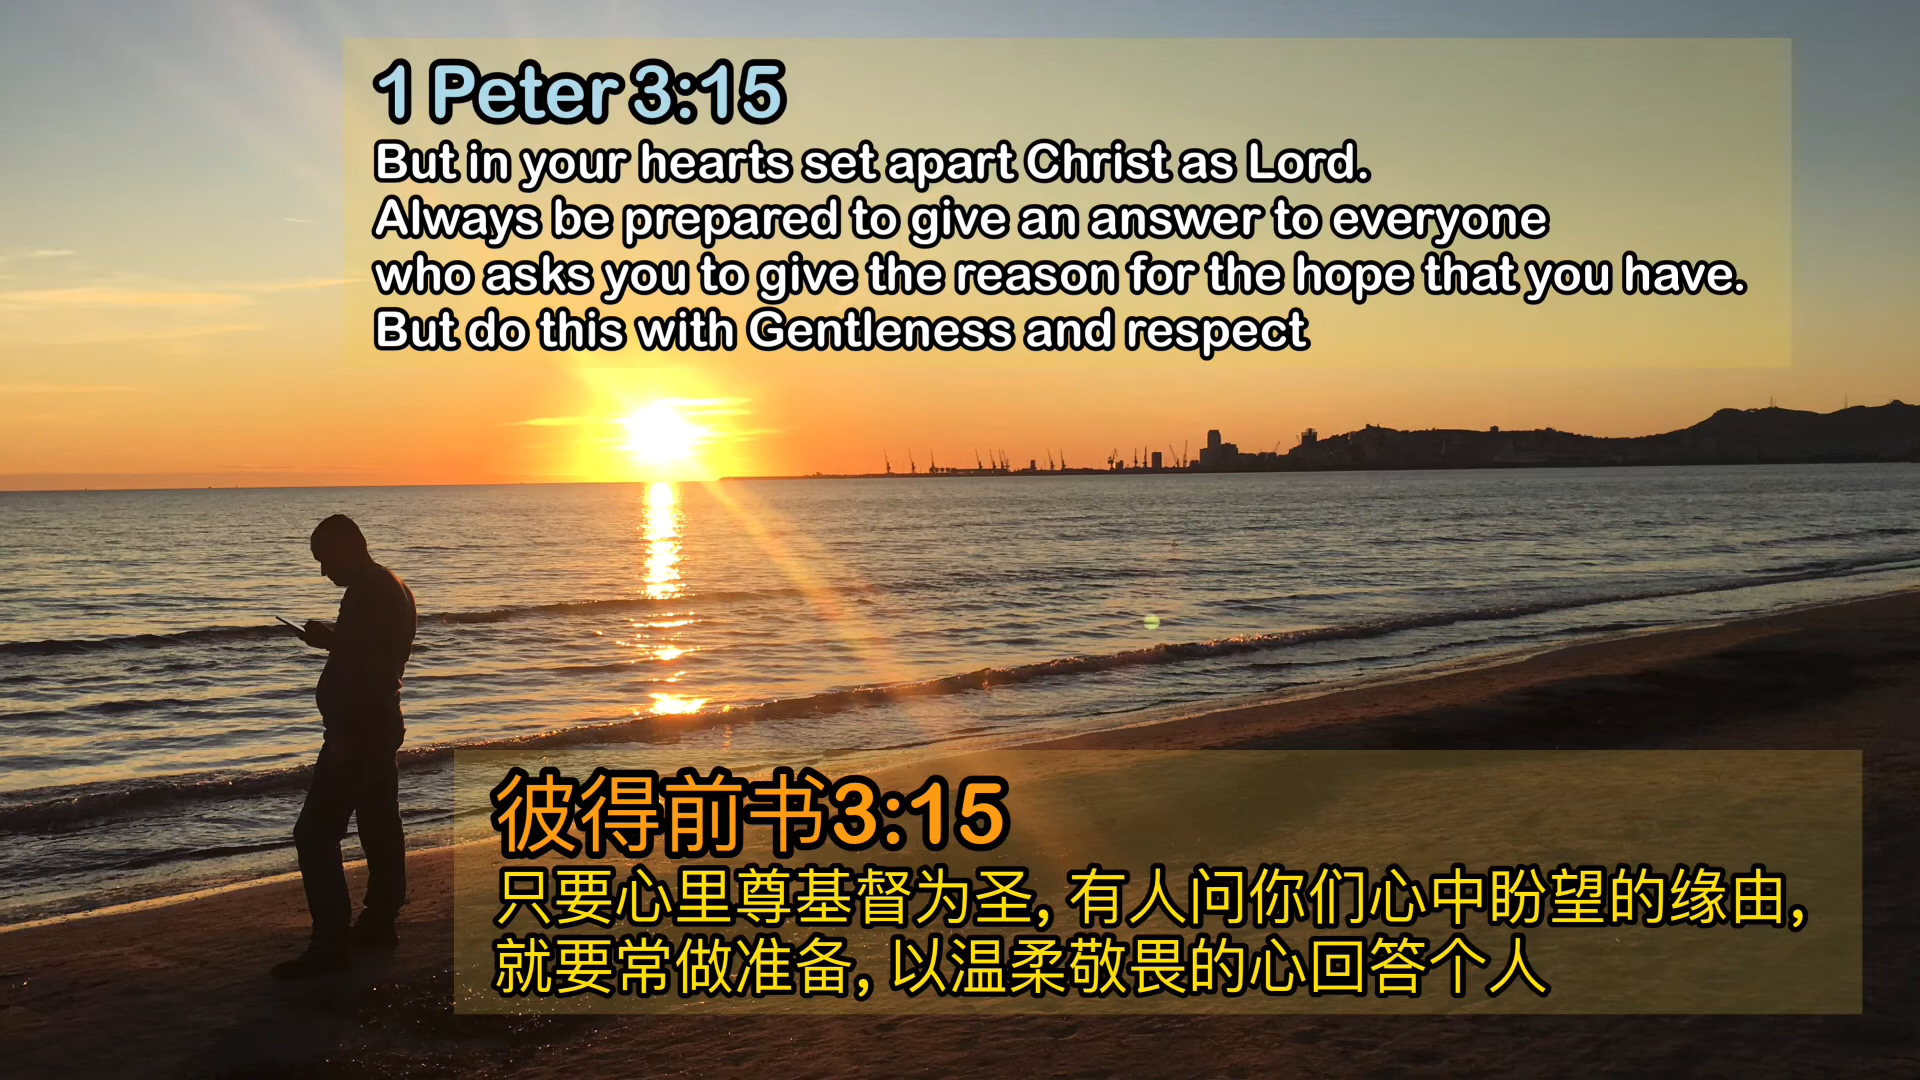 1 Peter 3:15
But in your hearts set apart Christ as Lord.
Always be prepared to give an answer to everyone
who asks you to give the reason for the hope that you have.
But do this with Gentleness and respect
彼得前书3:15
只要心里尊基督为圣, 有人问你们心中盼望的缘由,
就要常做准备, 以温柔敬畏的心回答个人